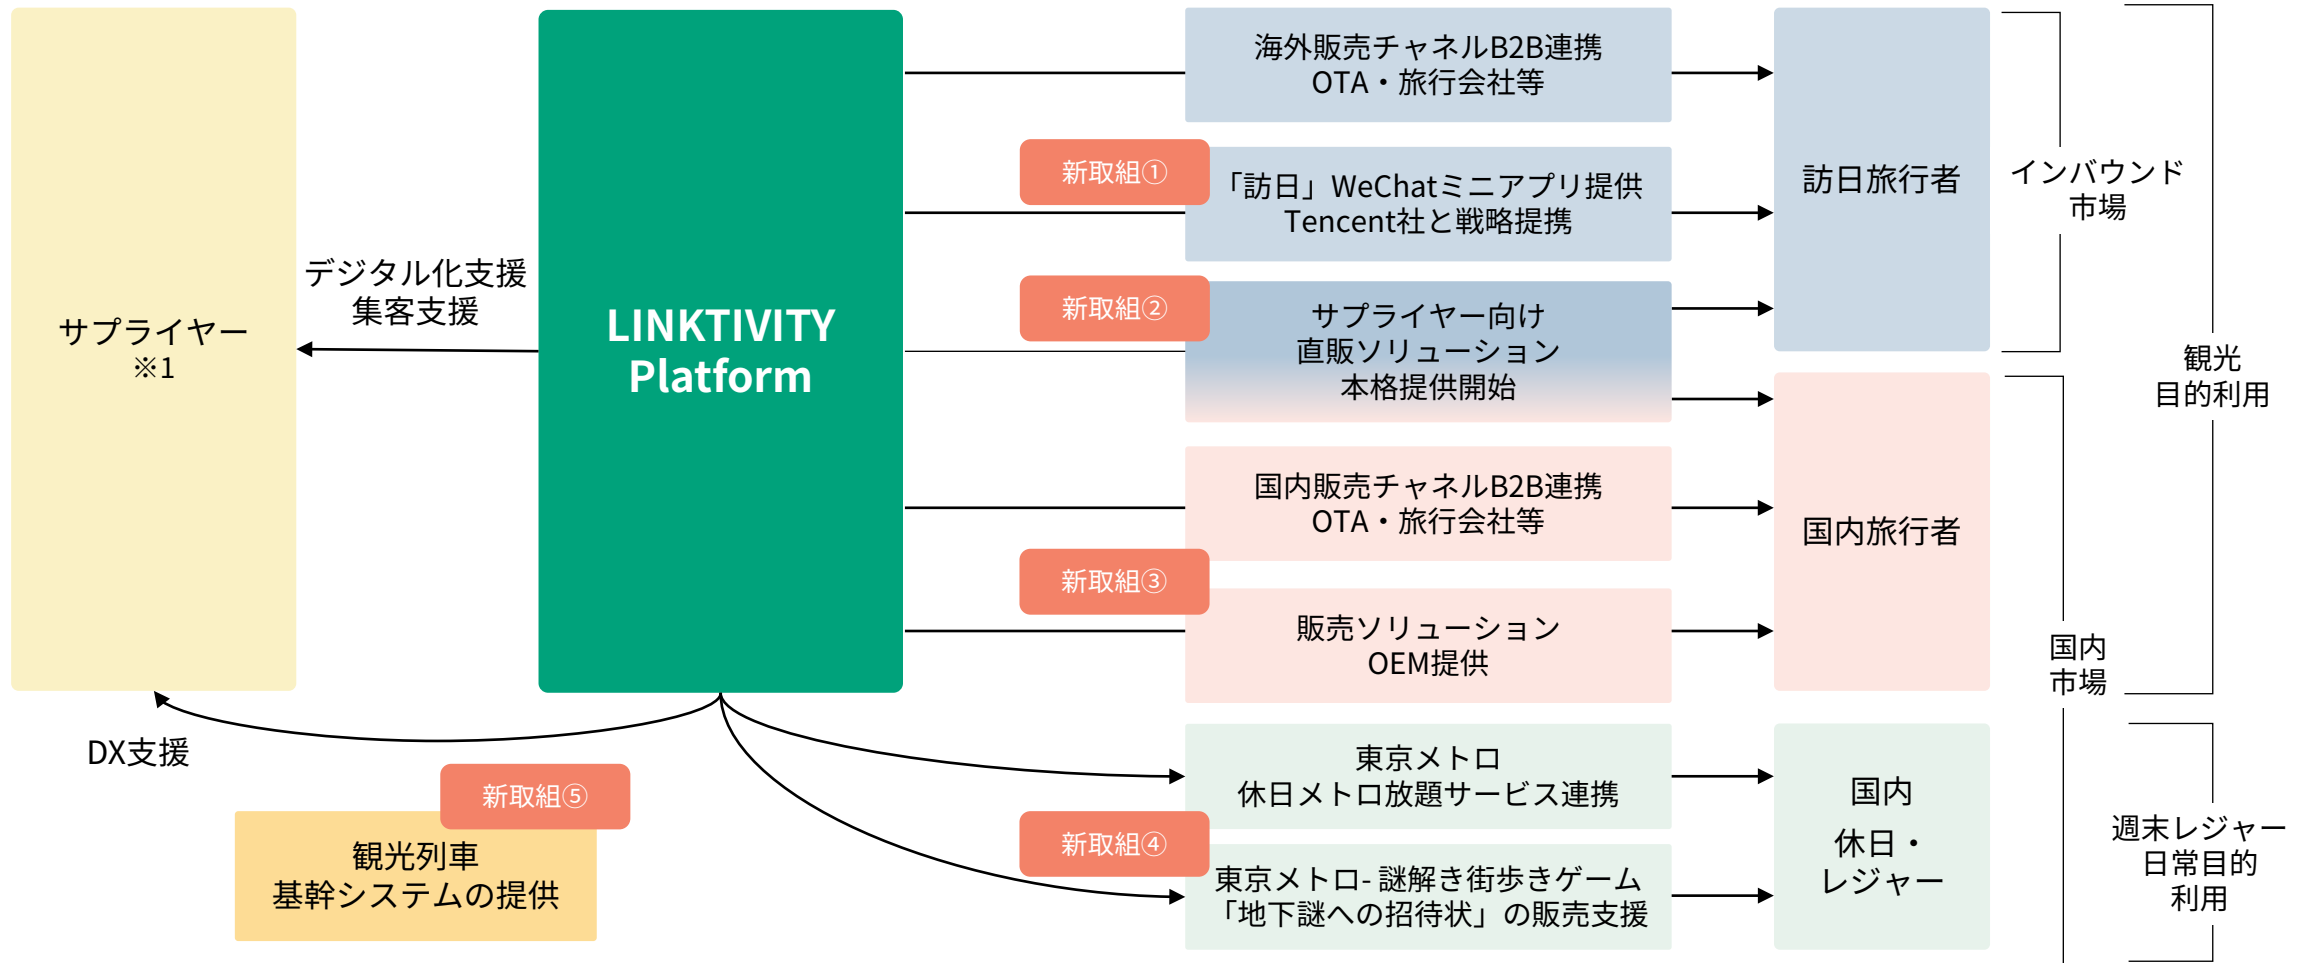 サプライヤー
※1
デジタル化支援
集客支援
LINKTIVITY
Platform
海外販売チャネルB2B連携
OTA・旅行会社等
新取組①
「訪日」WeChatミニアプリ提供
Tencent社と戦略提携
新取組②
サプライヤー向け
直販ソリューション
本格提供開始
国内販売チャネルB2B連携
OTA・旅行会社等
新取組③
販売ソリューション
OEM提供
東京メトロ
休日メトロ放題サービス連携
新取組④
東京メトロ- 謎解き街歩きゲーム
「地下謎への招待状」の販売支援
訪日旅行者
国内旅行者
国内
休日・
レジャー
インバウンド
市場
国内
市場
観光
目的利用
週末レジャー
日常目的
利用
DX支援
新取組⑤
観光列車
基幹システムの提供